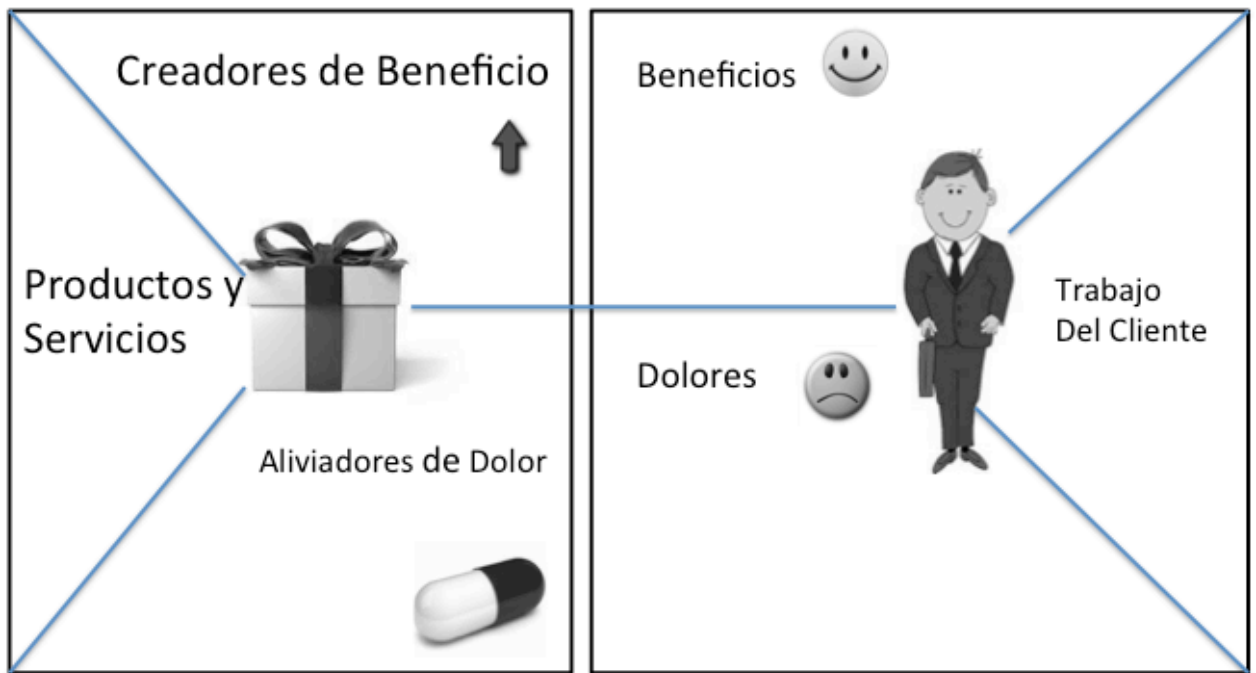 Creadores de Beneficio
Productos y
Servicios
Aliviadores de Dolor
Beneficios
Dolores
Trabajo
Del Cliente